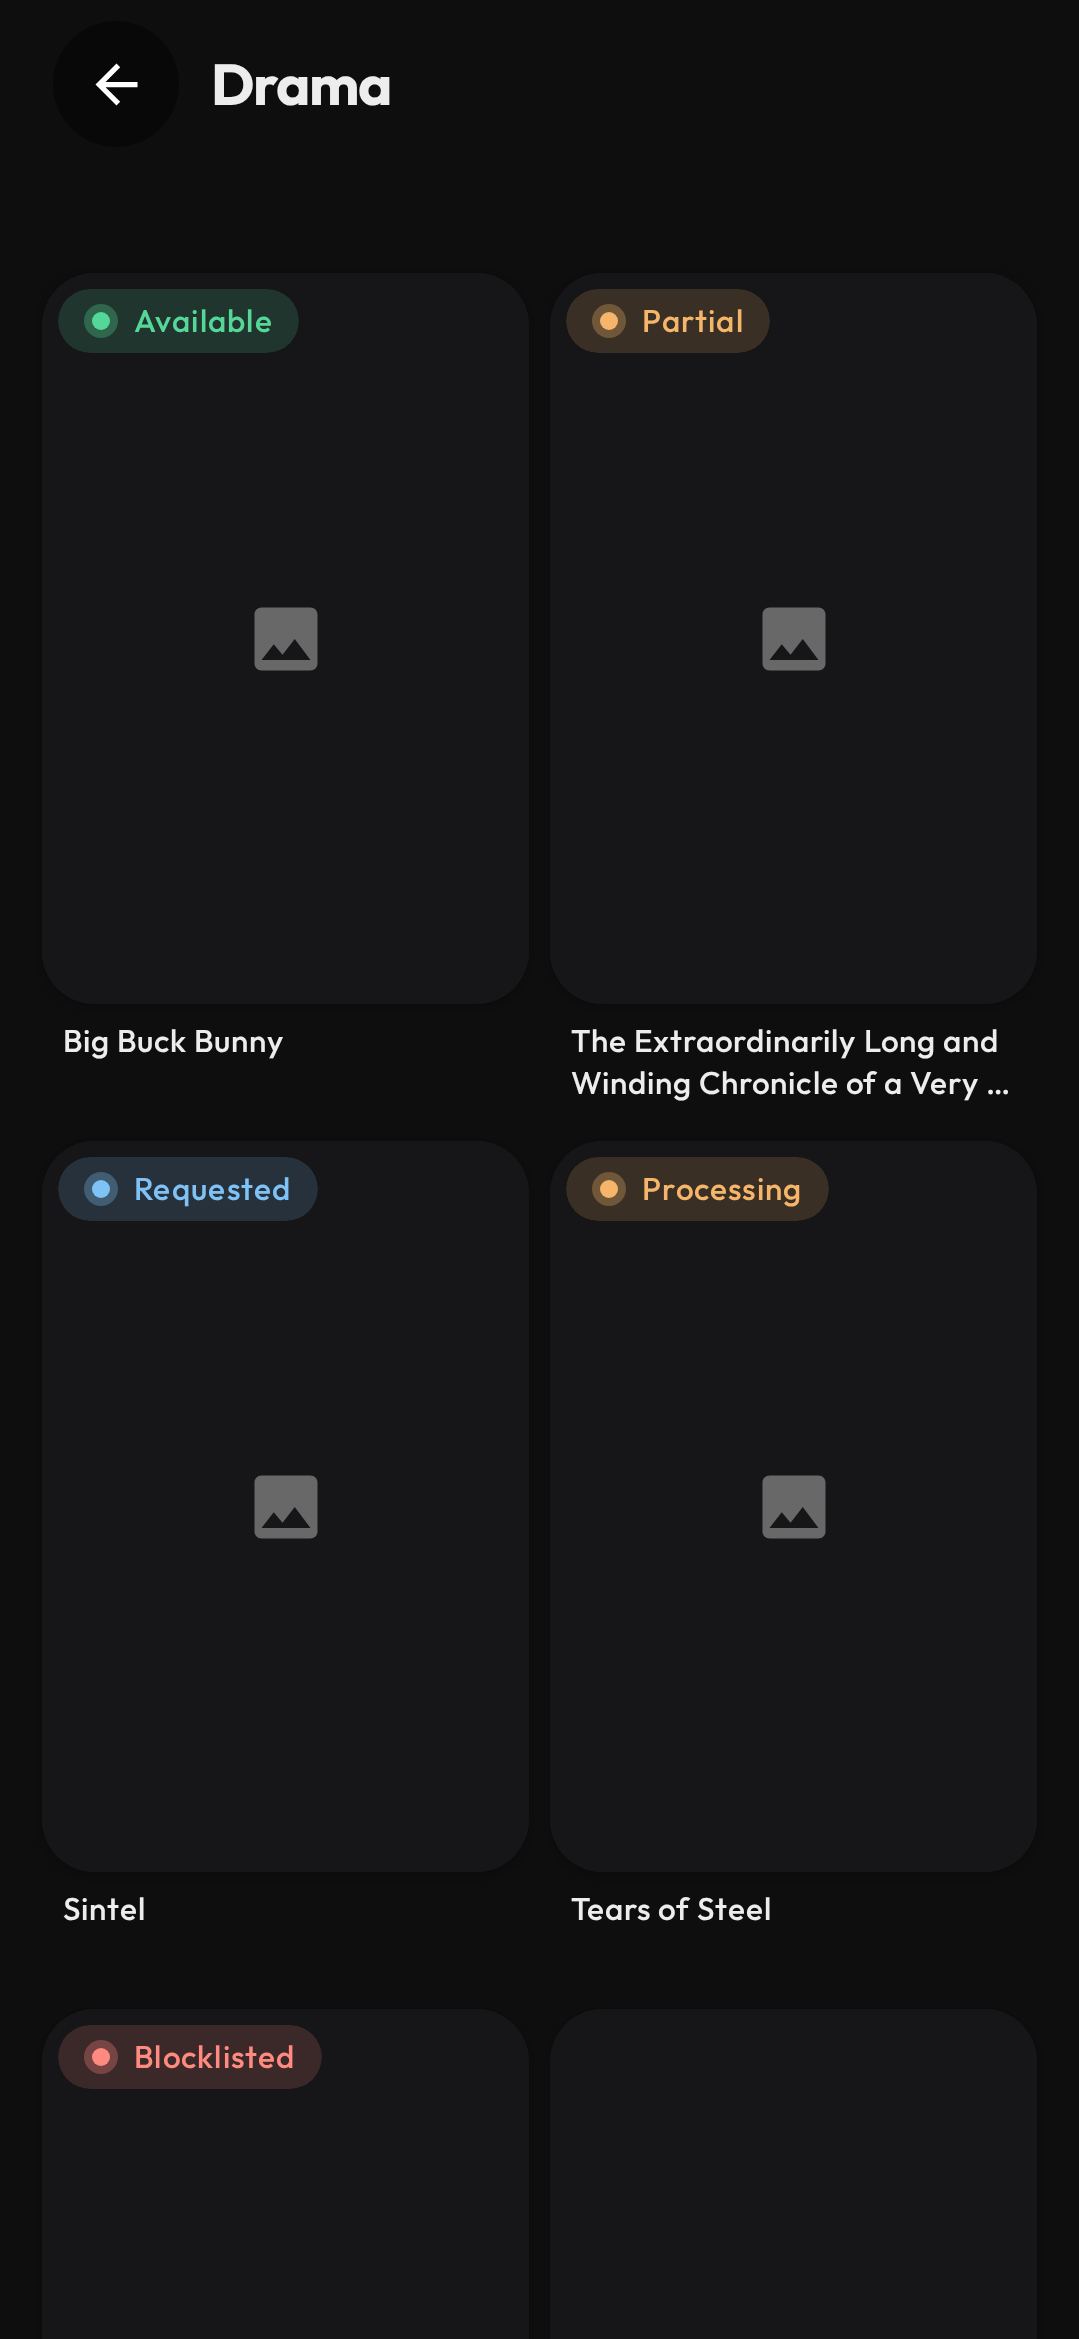 Drama
Available
Partial
Big Buck Bunny
The Extraordinarily Long and
Winding Chronicle of a Very ...
Requested
Processing
Sintel
Tears of Steel
Blocklisted